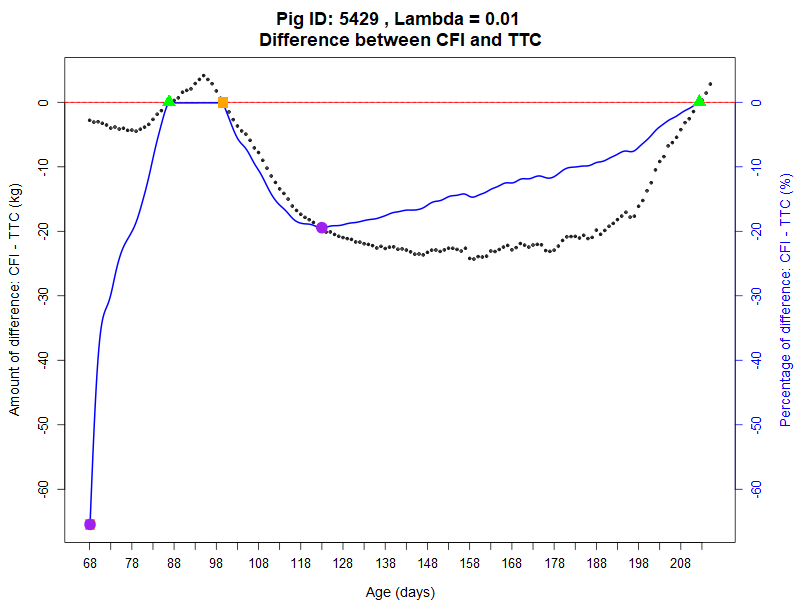 Pig ID: 5429 , Lambda = 0.01
Difference between CFI and TTC
Amount of difference: CFI - TTC (kg)
0
-10
-20
-30
-40
-50
-60
0
-10
-20
-30
-40
-50
-60
Percentage of difference: CFI - TTC (%)
68 78 88 98 108 118 128 138 148 158 168 178 188 198 208
Age (days)